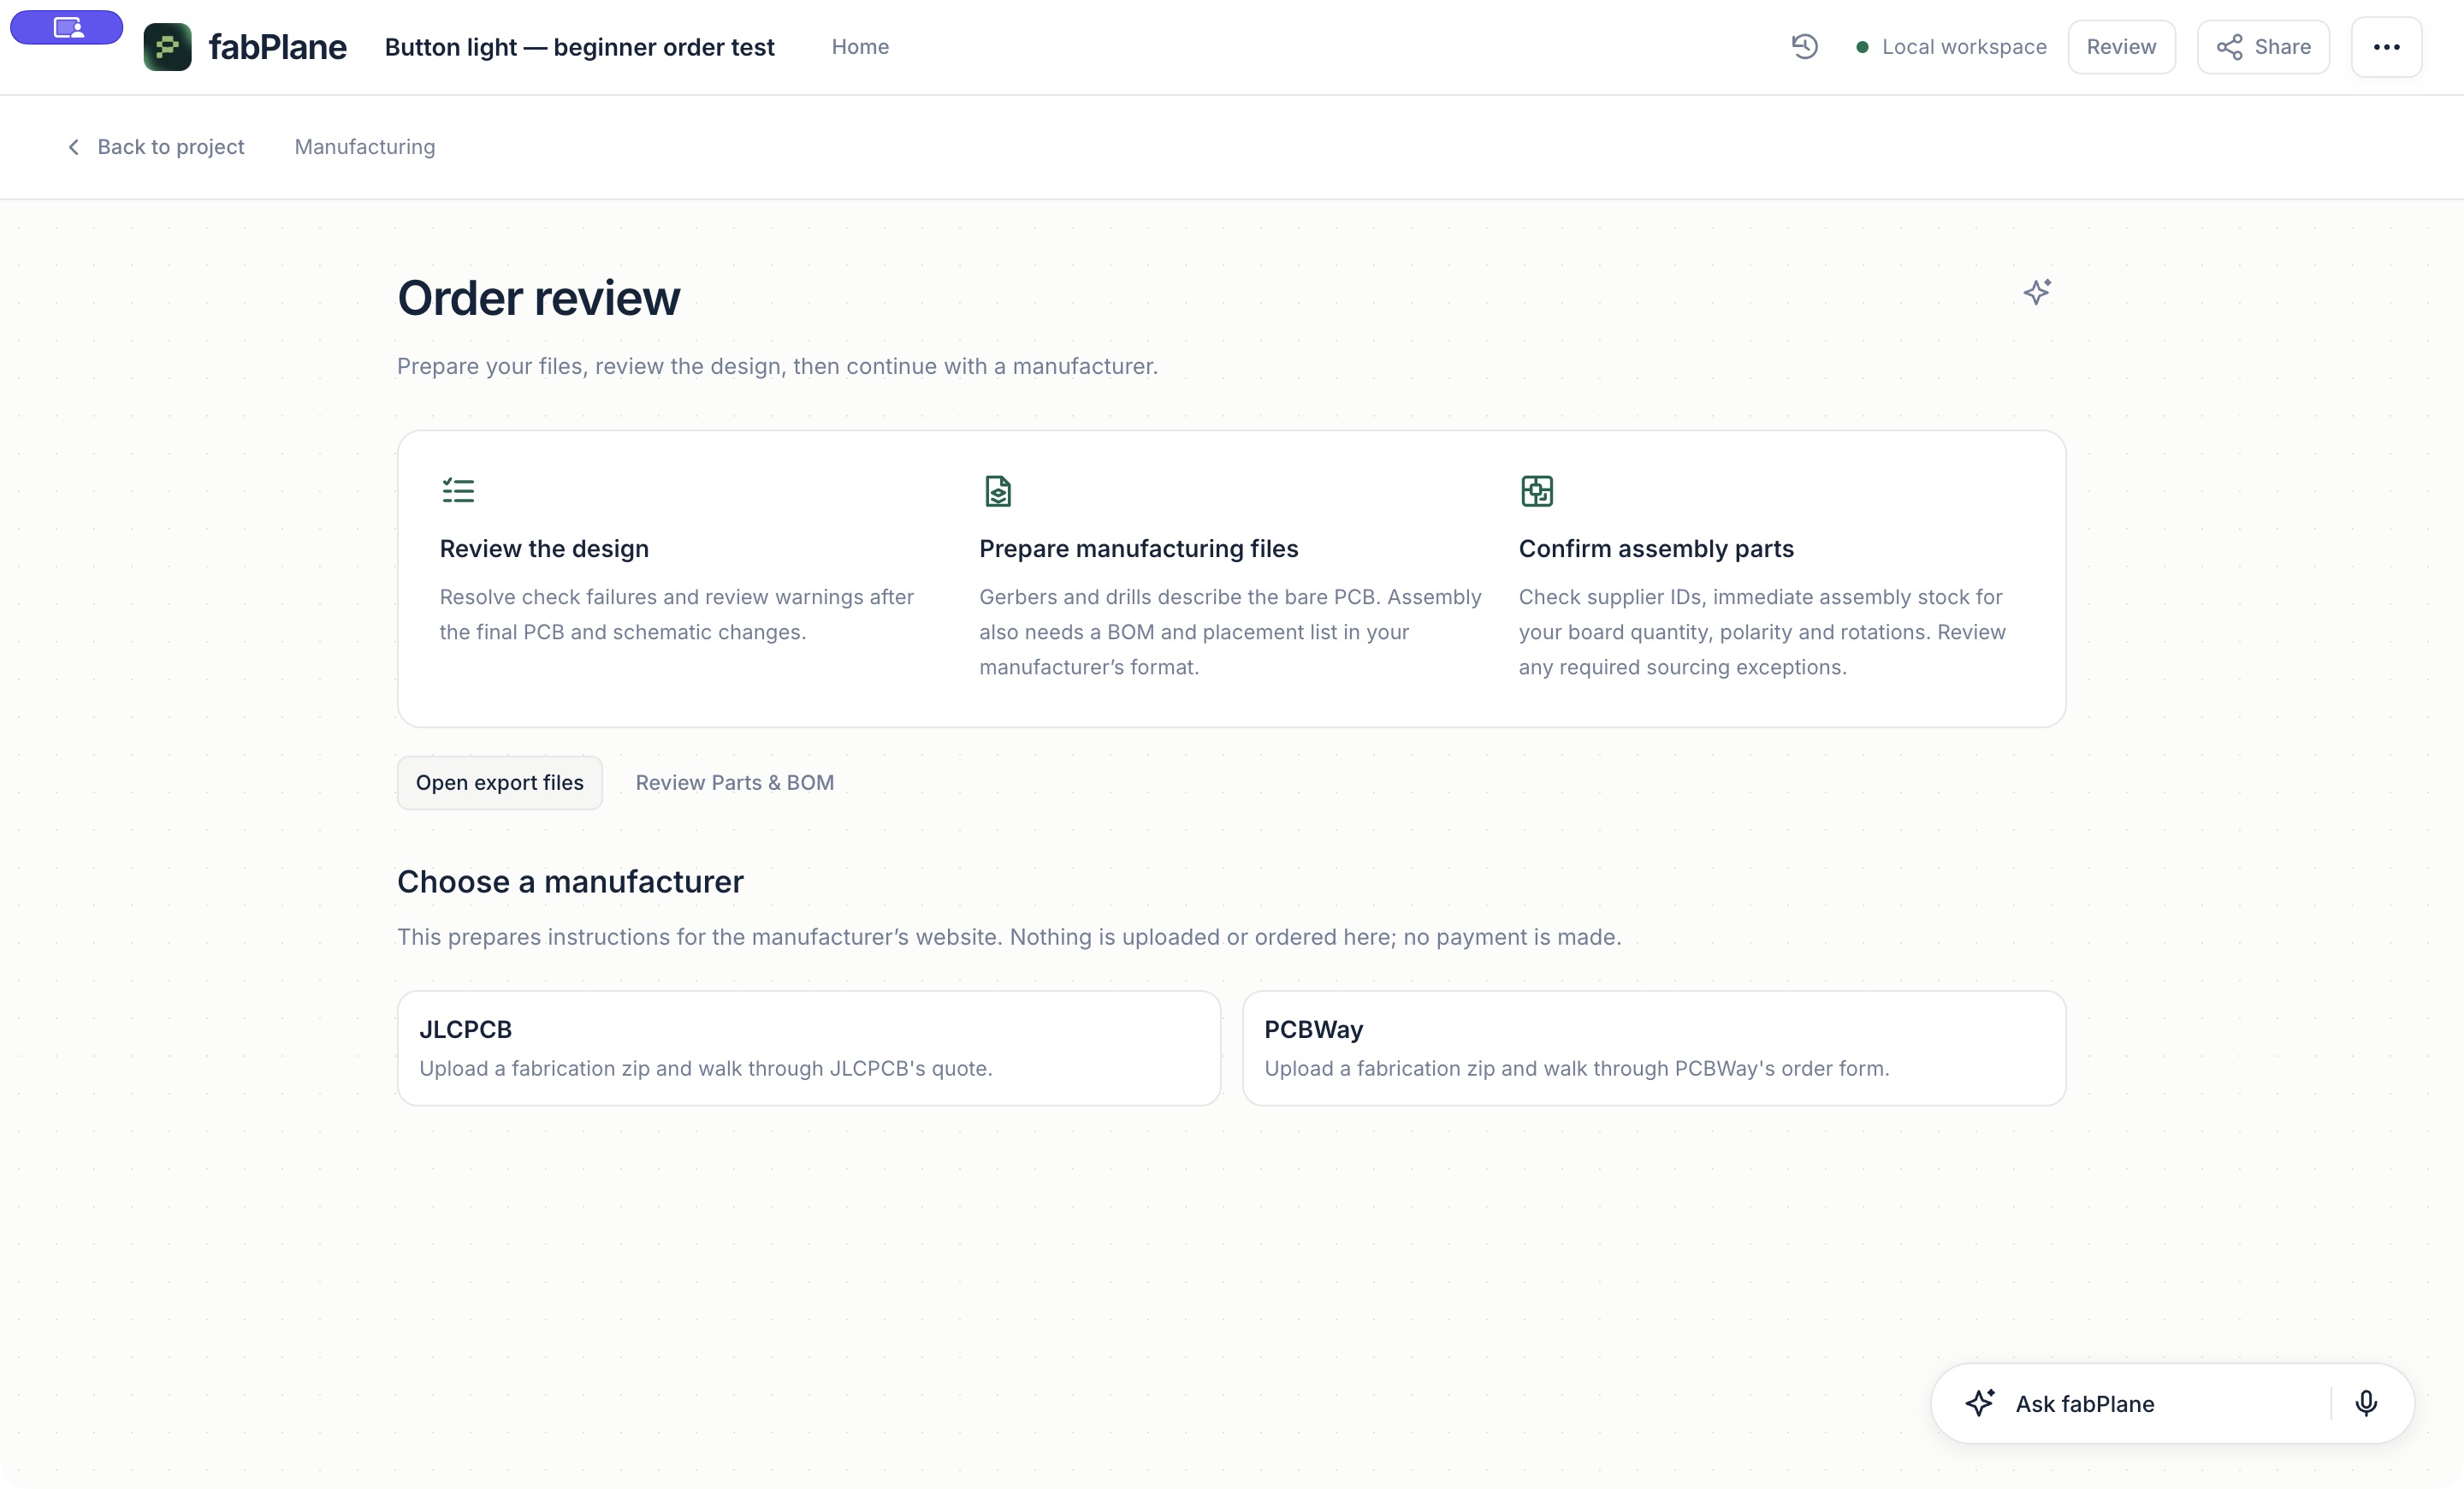 fabPlane
Button light — beginner order test
Home
Local workspace
Review
Share
Back to project
Manufacturing
Order review
Prepare your files, review the design, then continue with a manufacturer.
Review the design
Resolve check failures and review warnings after
the final PCB and schematic changes.
Prepare manufacturing files
Gerbers and drills describe the bare PCB. Assembly
also needs a BOM and placement list in your
manufacturer’s format.
Confirm assembly parts
Check supplier IDs, immediate assembly stock for
your board quantity, polarity and rotations. Review
any required sourcing exceptions.
Open export files
Review Parts & BOM
Choose a manufacturer
This prepares instructions for the manufacturer’s website. Nothing is uploaded or ordered here; no payment is made.
JLCPCB
Upload a fabrication zip and walk through JLCPCB's quote.
PCBWay
Upload a fabrication zip and walk through PCBWay's order form.
Ask fabPlane